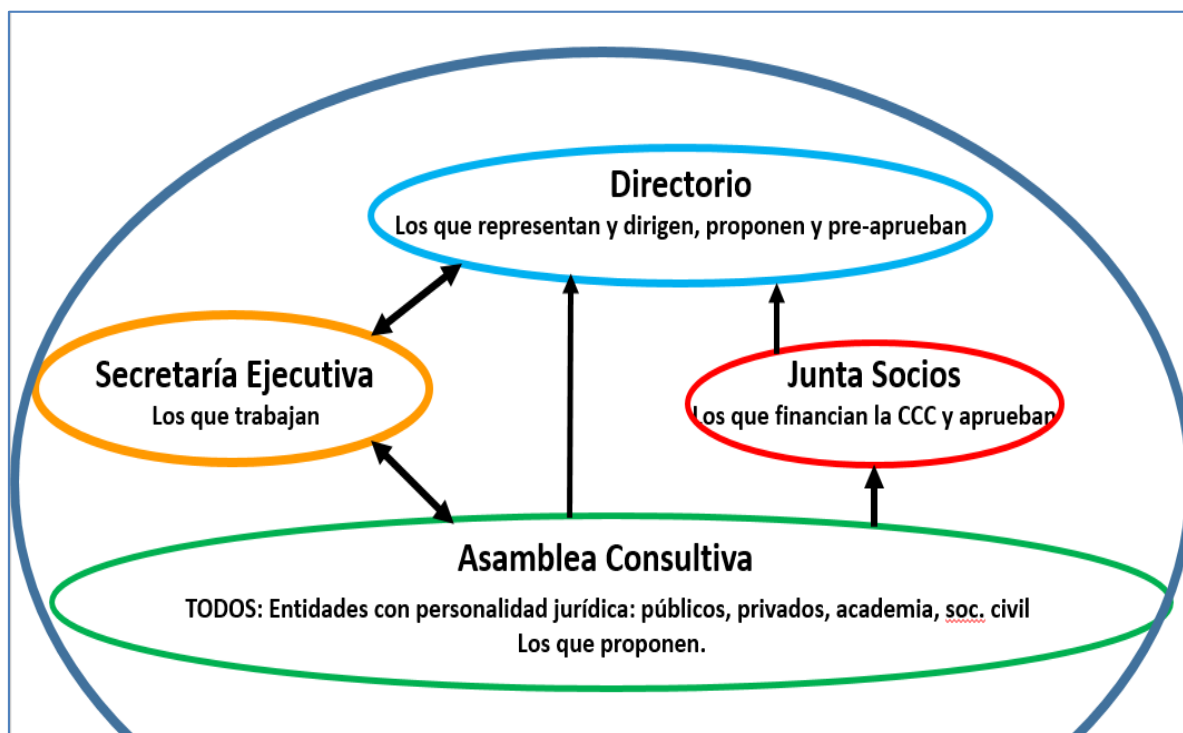 Directorio
Los que representan y dirigen, proponen y pre-aprueban
Secretaría Ejecutiva
Los que trabajan
Junta Socios
Los que financian la CCC y aprueban
Asamblea Consultiva
TODOS: Entidades con personalidad jurídica: públicos, privados, academia, soc. civil
Los que proponen.